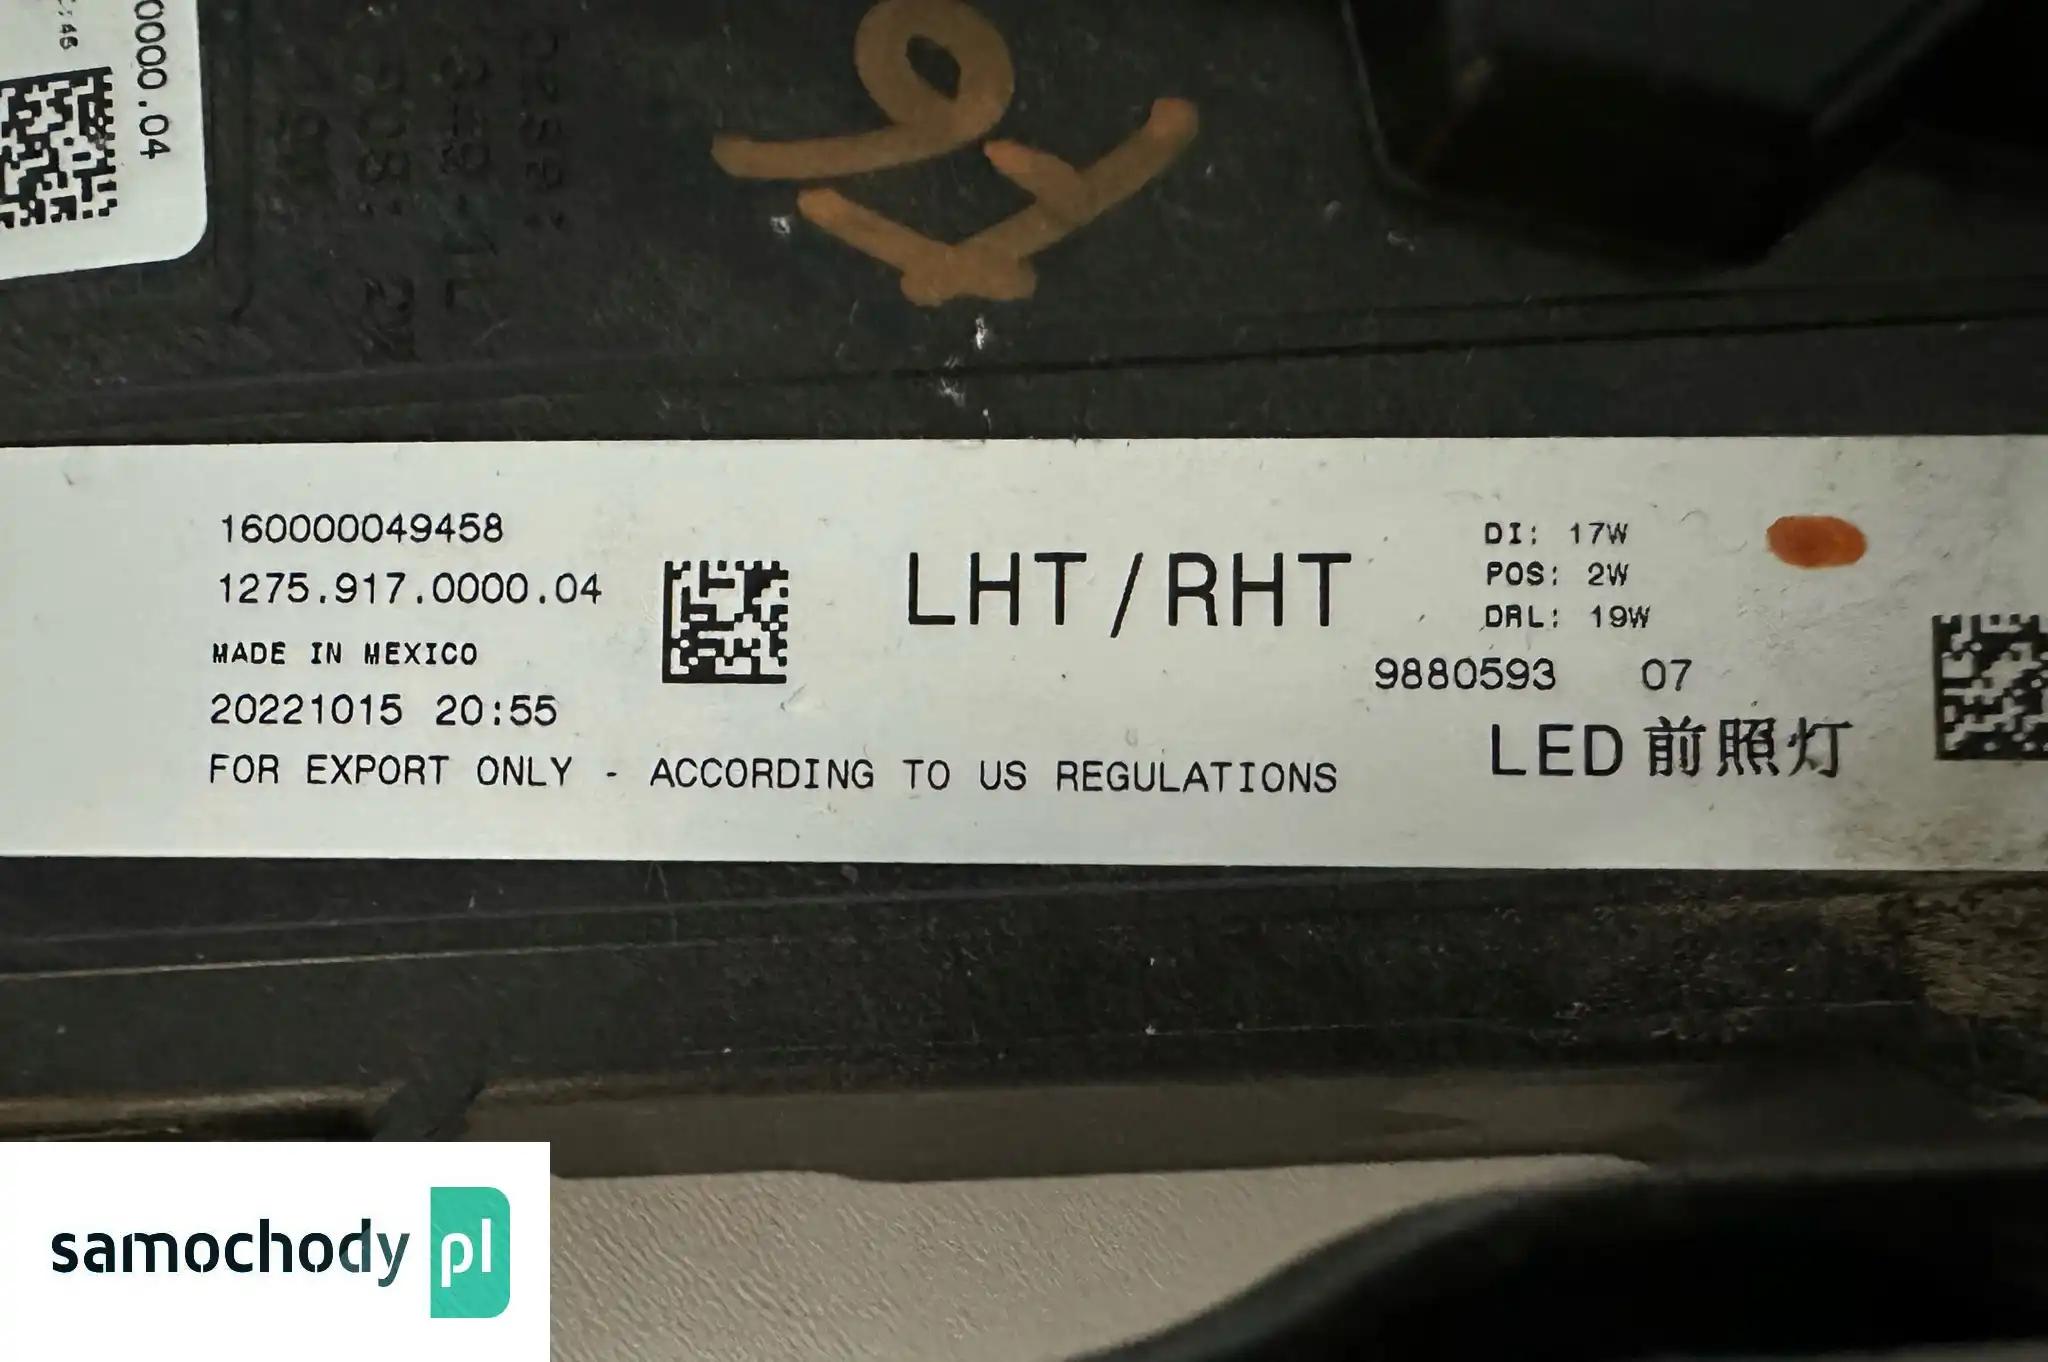 0000.04
:46
160000049458
1275.917.0000.04
MADE IN MEXICO
20221015 20:55
FOR EXPORT ONLY - ACCORDING TO US REGULATIONS
LHT/RHT
DI: 17W
POS: 2W
DRL: 19W
9880593 07
LED 前照灯
samochody pl